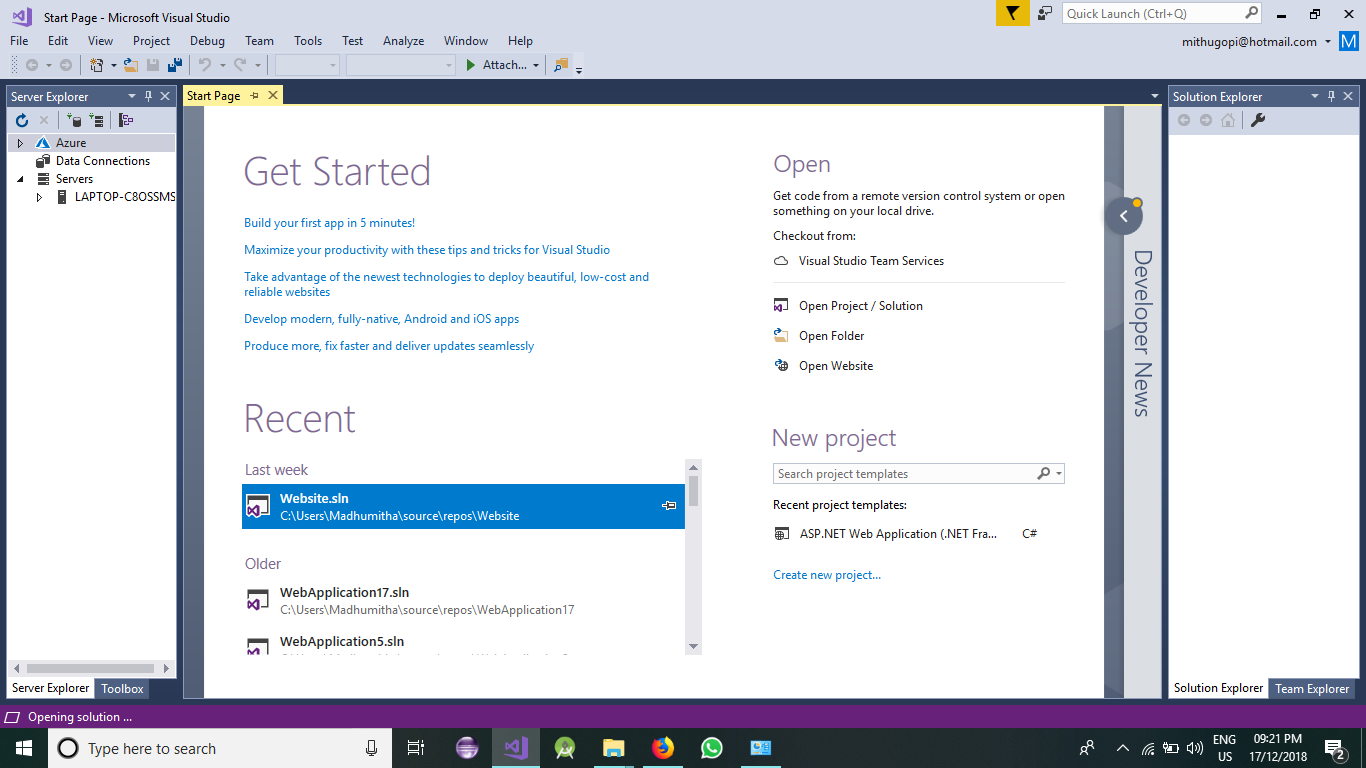 Start Page - Microsoft Visual Studio
Quick Launch (Ctrl+Q)
File Edit View Project Debug Team Tools Test Analyze Window Help
mithugopi@hotmail.com M
Attach...
Server Explorer
Azure
Data Connections
Servers
LAPTOP-C8OSSMS
Server Explorer Toolbox
Start Page
Get Started
Build your first app in 5 minutes!
Maximize your productivity with these tips and tricks for Visual Studio
Take advantage of the newest technologies to deploy beautiful, low-cost and
reliable websites
Develop modern, fully-native, Android and iOS apps
Produce more, fix faster and deliver updates seamlessly
Recent
Last week
Website.sln
C:\Users\Madhumitha\source\repos\Website
Older
WebApplication17.sln
C:\Users\Madhumitha\source\repos\WebApplication17
WebApplication5.sln
Open
Get code from a remote version control system or open
something on your local drive.
Checkout from:
Visual Studio Team Services
Open Project / Solution
Open Folder
Open Website
New project
Search project templates
Recent project templates:
ASP.NET Web Application (.NET Fra... C#
Create new project...
Developer News
Solution Explorer
Solution Explorer Team Explorer
Opening solution ...
Type here to search
ENG
US
09:21 PM
17/12/2018
2